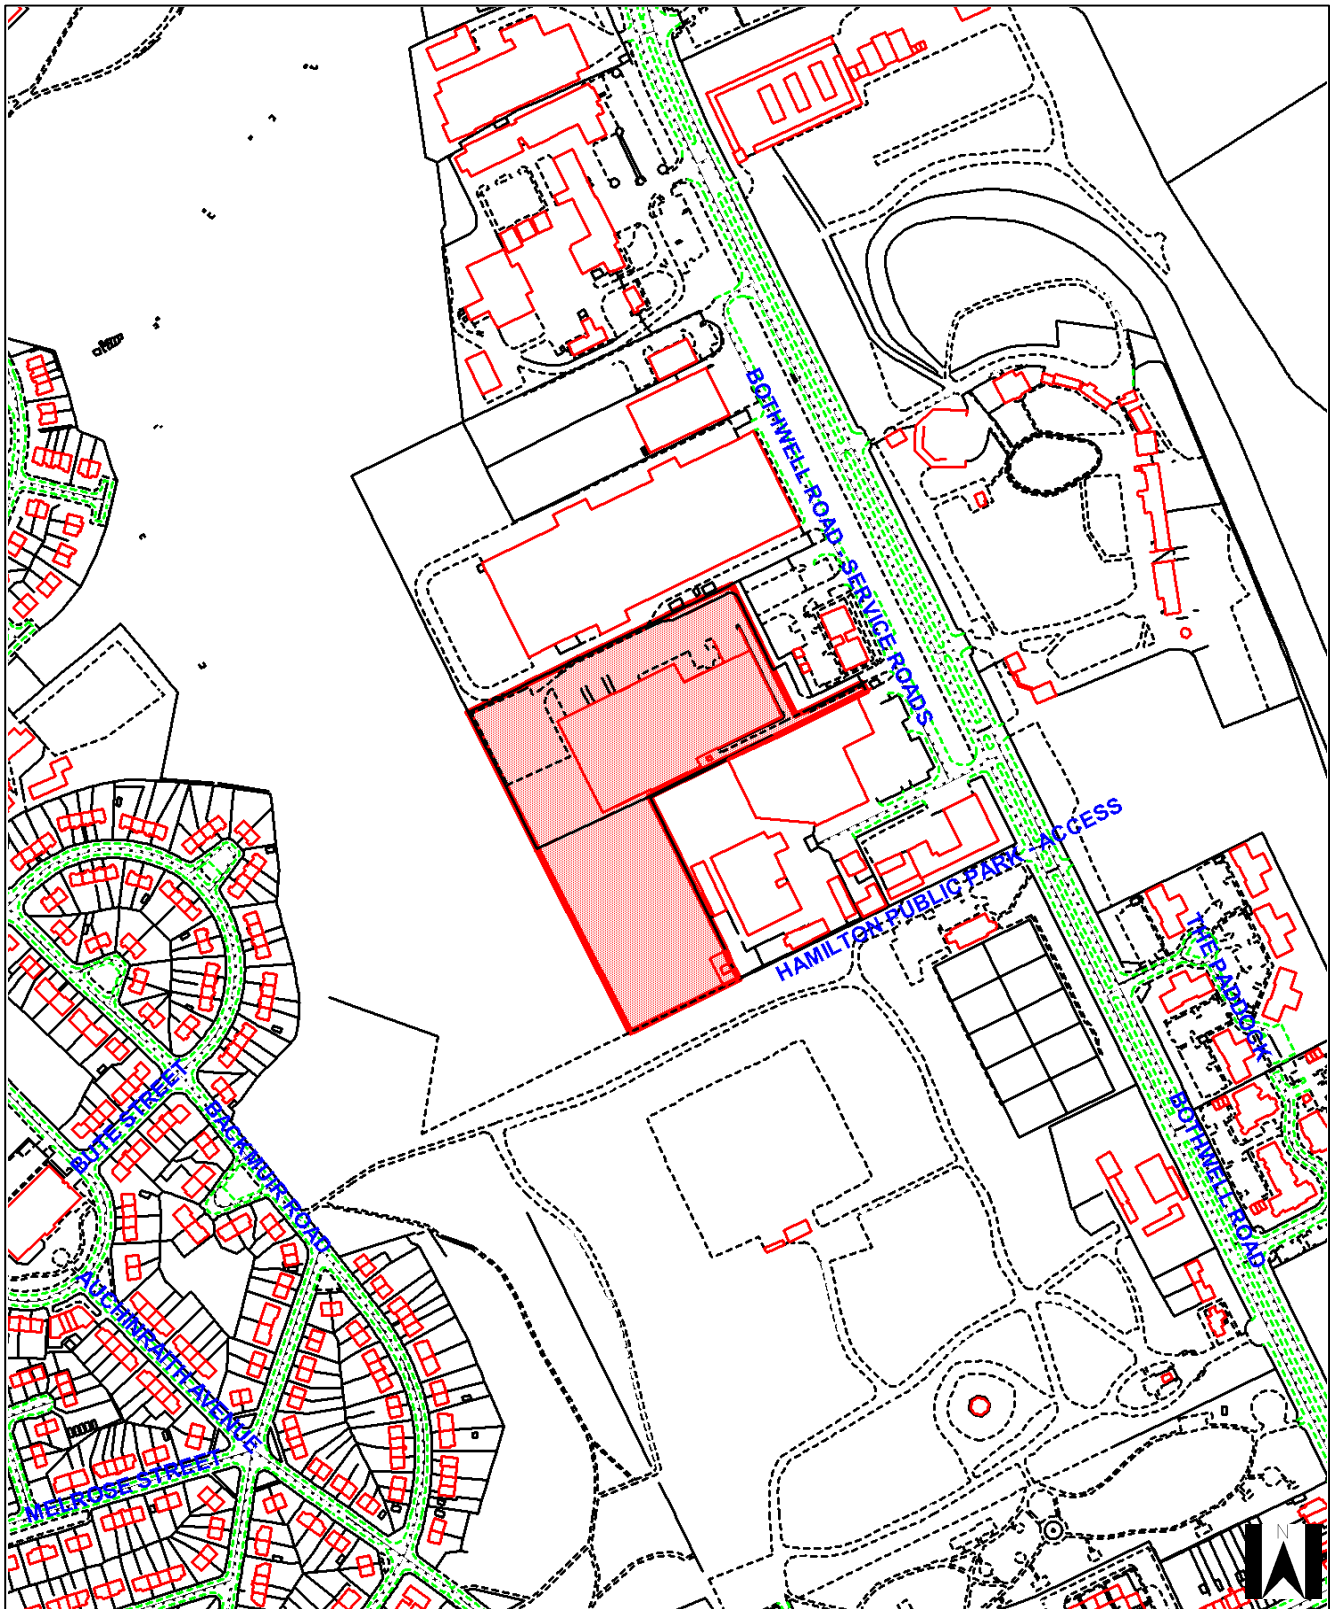 BOTHWELL ROAD - SERVICE ROADS
HAMILTON PUBLIC PARK - ACCESS
THE PADDOCK
BUTE STREET
BACKMUIR ROAD
BOTHWELL ROAD
AUCHINRAITH AVENUE
MELROSE STREET
N